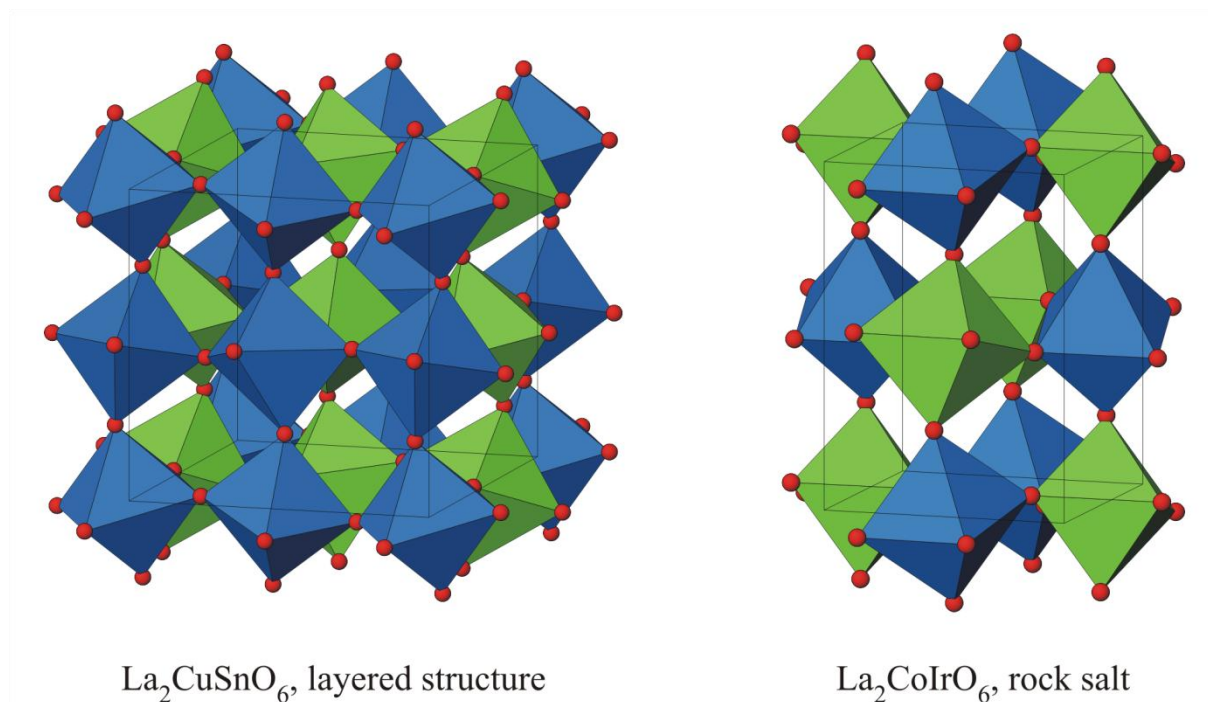 La₂CuSnO₆, layered structure
La₂CoIrO₆, rock salt